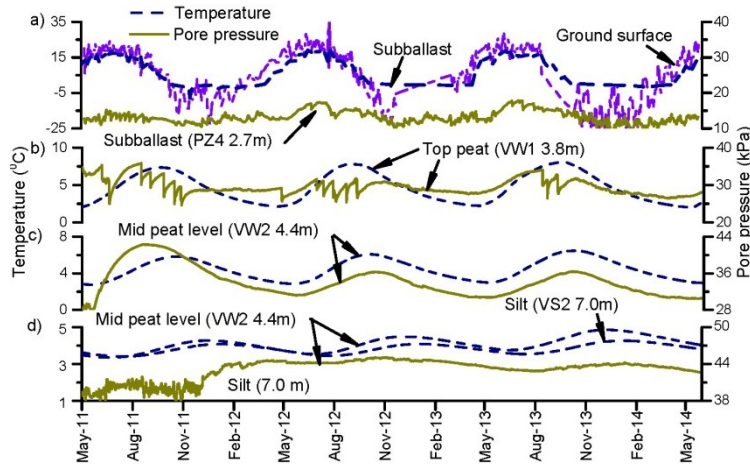 a) 35 Temperature 40
Pore pressure
15 Subballast Ground surface 30
-5 20
-25 Subballast (PZ4 2.7m) 10
b) 10 40
Top peat (VW1 3.8m)
5 30
0 20
c) 8 Mid peat level (VW2 4.4m) 44
4 36
0 Silt (VS2 7.0m) 28
d) 5 Mid peat level (VW2 4.4m) 50
3 44
Silt (7.0 m)
1 38
Temperature (⁰C)
Pore pressure (kPa)
May-11 Aug-11 Nov-11 Feb-12 May-12 Aug-12 Nov-12 Feb-13 May-13 Aug-13 Nov-13 Feb-14 May-14